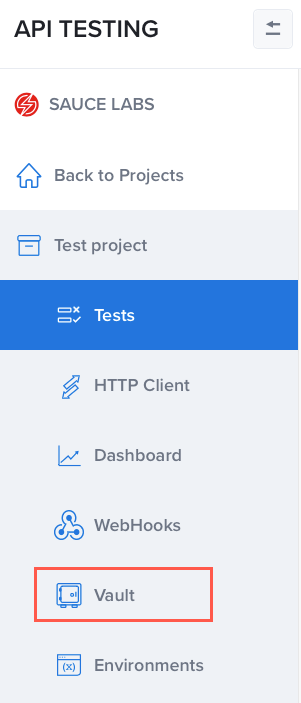 API TESTING
SAUCE LABS
Back to Projects
Test project
Tests
HTTP Client
Dashboard
WebHooks
Vault
(x) Environments